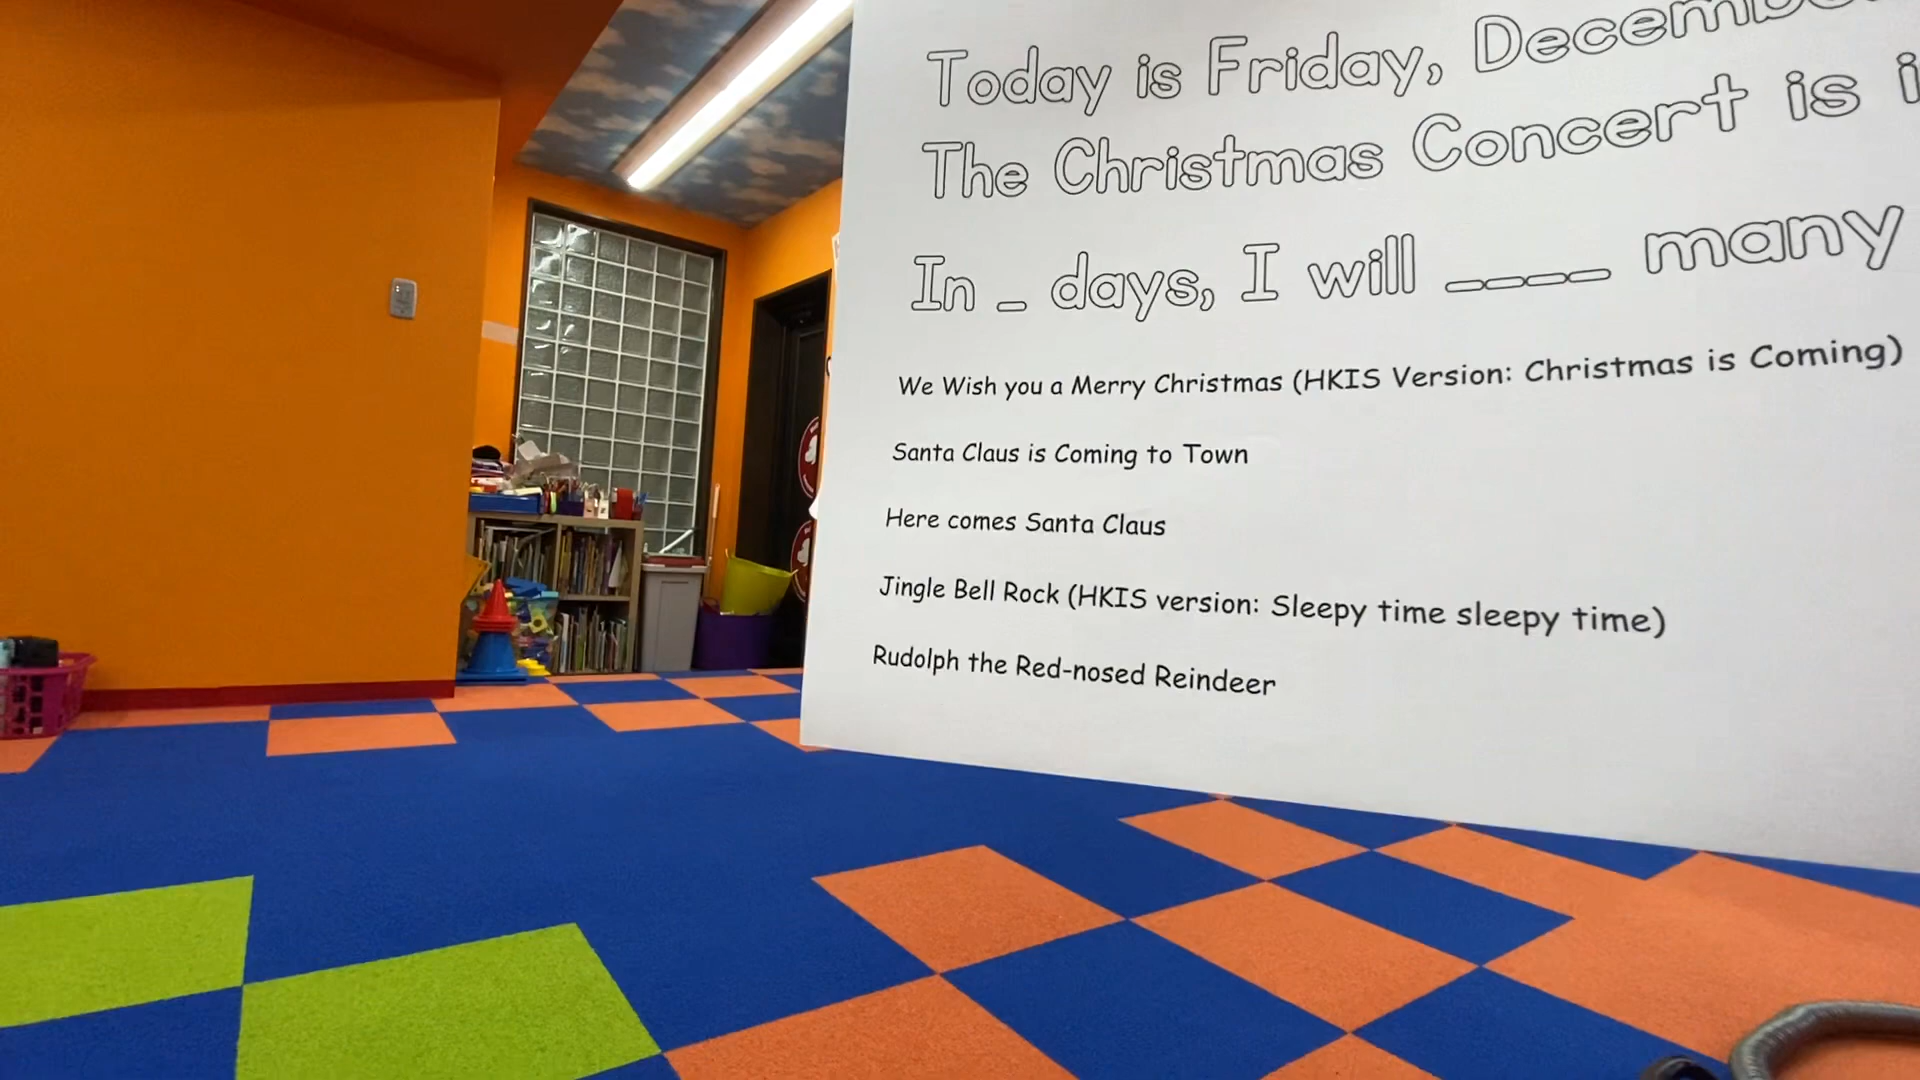 Today is Friday, December
The Christmas Concert is
In _ days, I will ____ many
We Wish you a Merry Christmas (HKIS Version: Christmas is Coming)
Santa Claus is Coming to Town
Here comes Santa Claus
Jingle Bell Rock (HKIS version: Sleepy time sleepy time)
Rudolph the Red-nosed Reindeer